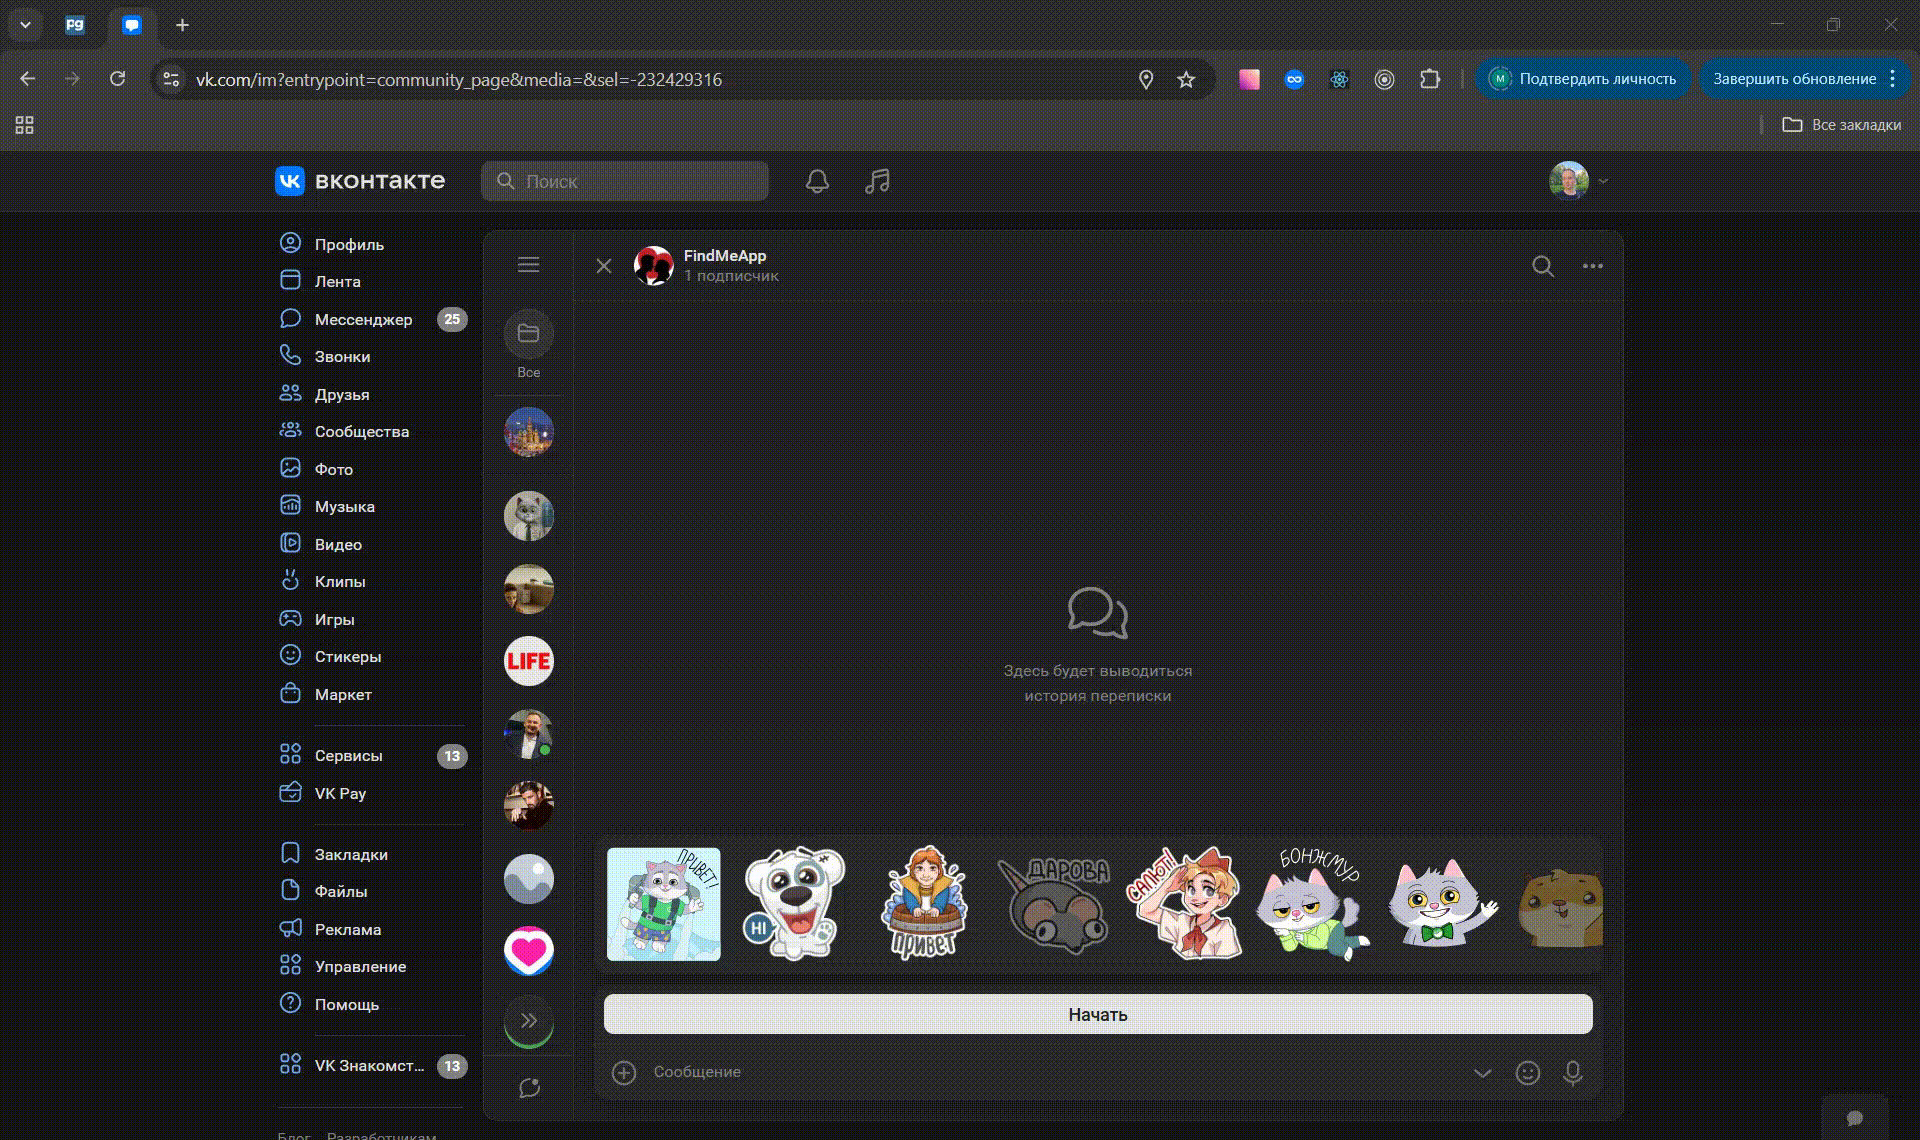 pg
vk.com/im?entrypoint=community_page&media=&sel=-232429316
М
Подтвердить личность
Завершить обновление
Все закладки
вконтакте
Поиск
Профиль
Лента
Мессенджер 25
Звонки
Друзья
Сообщества
Фото
Музыка
Видео
Клипы
Игры
Стикеры
Маркет
Сервисы 13
VK Pay
Закладки
Файлы
Реклама
Управление
Помощь
VK Знакомст... 13
Блог Разработчикам
Все
LIFE
FindMeApp
1 подписчик
Здесь будет выводиться
история переписки
ПРИВЕТ!
HI
ПРИВЕТ
ДАРОВА
САЛЮТ!
БОНЖМУР
Начать
Сообщение